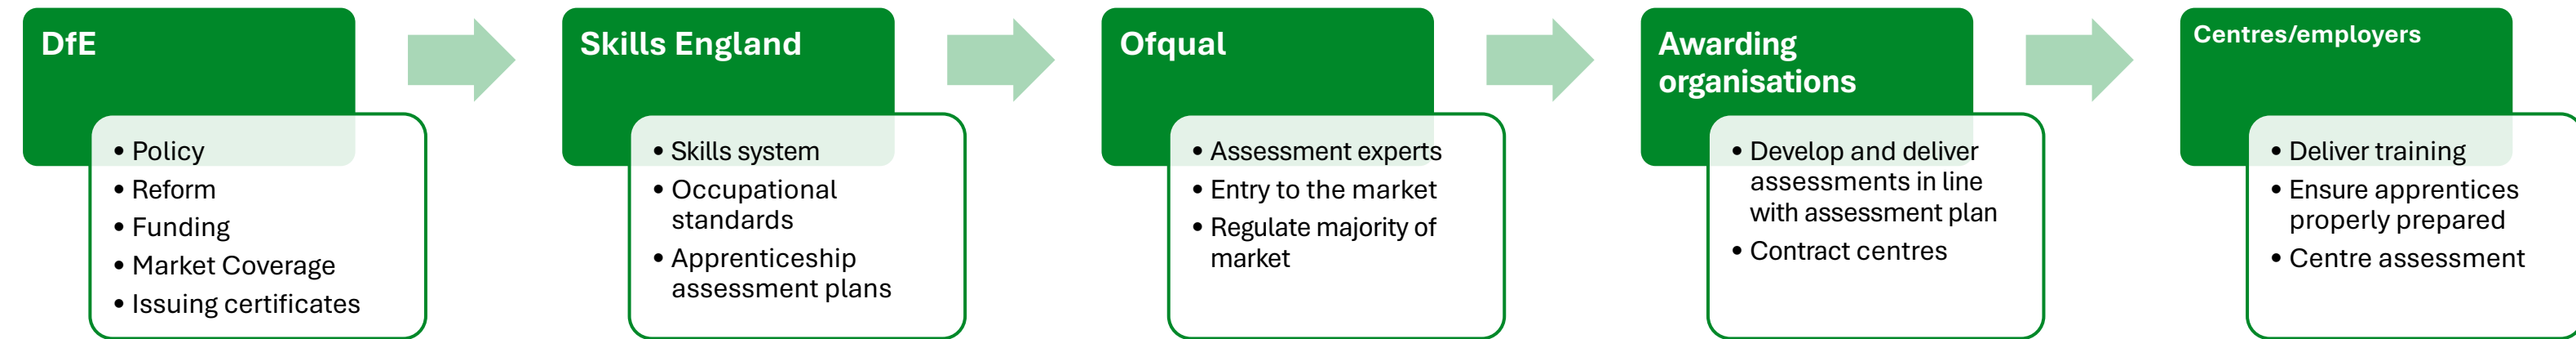 DfE
• Policy
• Reform
• Funding
• Market Coverage
• Issuing certificates
Skills England
• Skills system
• Occupational
standards
• Apprenticeship
assessment plans
Ofqual
• Assessment experts
• Entry to the market
• Regulate majority of
market
Awarding
organisations
• Develop and deliver
assessments in line
with assessment plan
• Contract centres
Centres/employers
• Deliver training
• Ensure apprentices
properly prepared
• Centre assessment